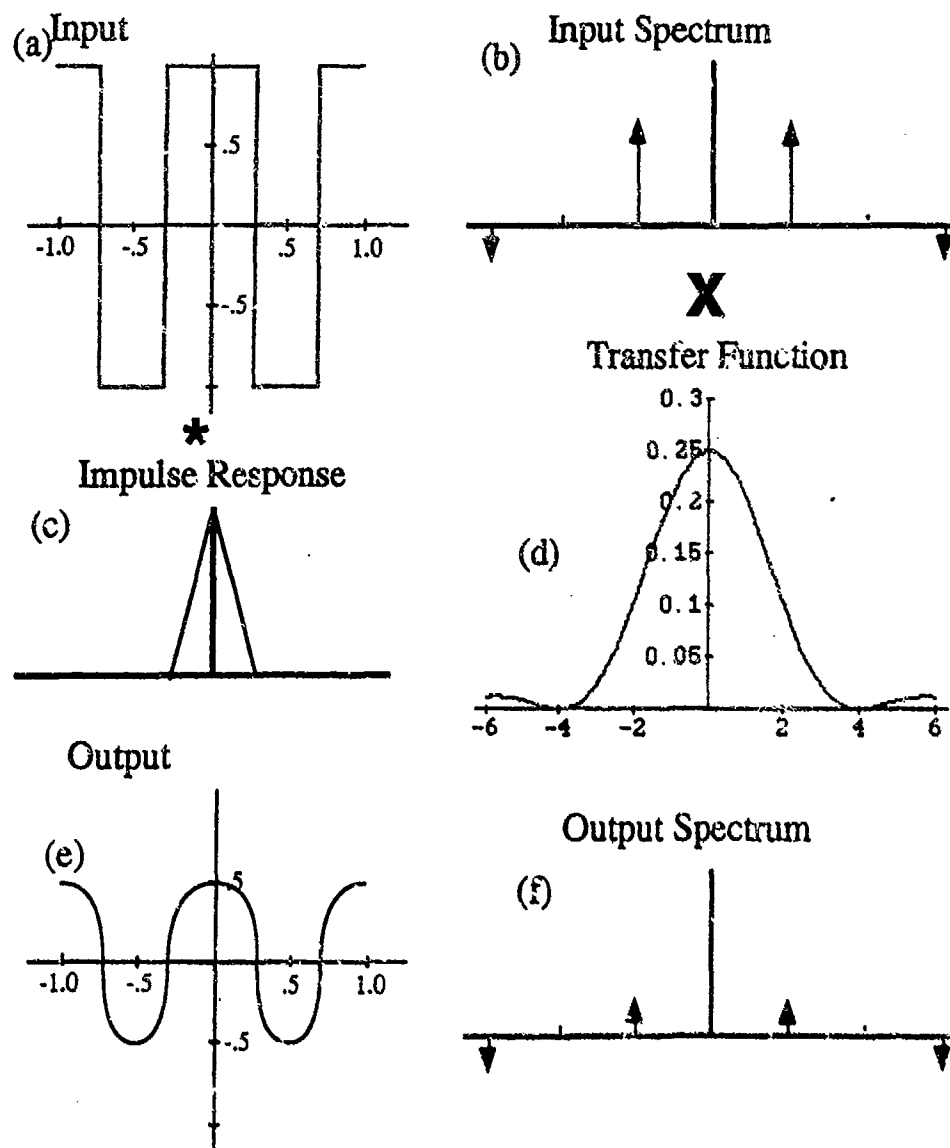 (a) Input
.5
-1.0 -.5 .5 1.0
-.5
*
Impulse Response
(c)
Output
(e)
.5
-1.0 -.5 .5 1.0
-.5
Input Spectrum
(b)
X
Transfer Function
0.3
0.25
0.2
(d)
0.15
0.1
0.05
-6 -4 -2 2 4 6
Output Spectrum
(f)